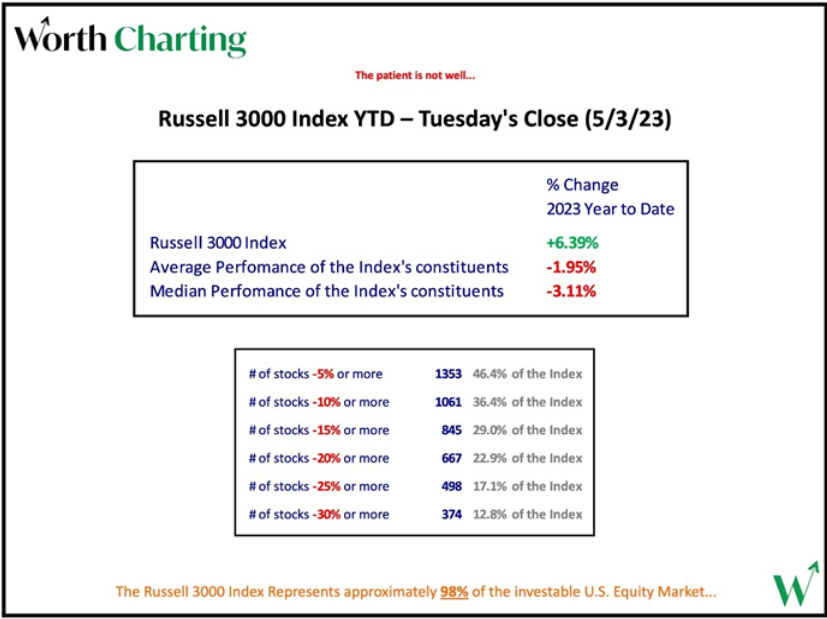 Worth Charting
The patient is not well...
Russell 3000 Index YTD – Tuesday's Close (5/3/23)
% Change
2023 Year to Date
Russell 3000 Index +6.39%
Average Perfomance of the Index's constituents -1.95%
Median Perfomance of the Index's constituents -3.11%
# of stocks -5% or more 1353 46.4% of the Index
# of stocks -10% or more 1061 36.4% of the Index
# of stocks -15% or more 845 29.0% of the Index
# of stocks -20% or more 667 22.9% of the Index
# of stocks -25% or more 498 17.1% of the Index
# of stocks -30% or more 374 12.8% of the Index
The Russell 3000 Index Represents approximately 98% of the investable U.S. Equity Market...
W